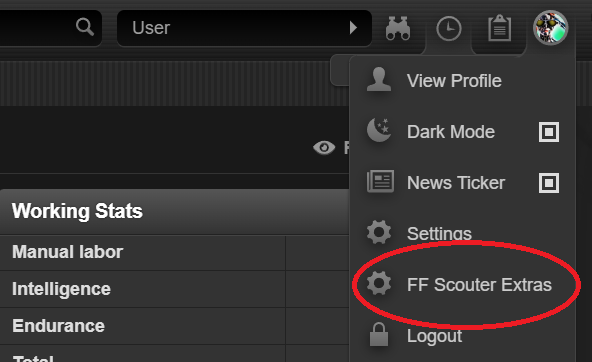 User
View Profile
Dark Mode
News Ticker
Settings
FF Scouter Extras
Logout
Working Stats
Manual labor
Intelligence
Endurance
Total